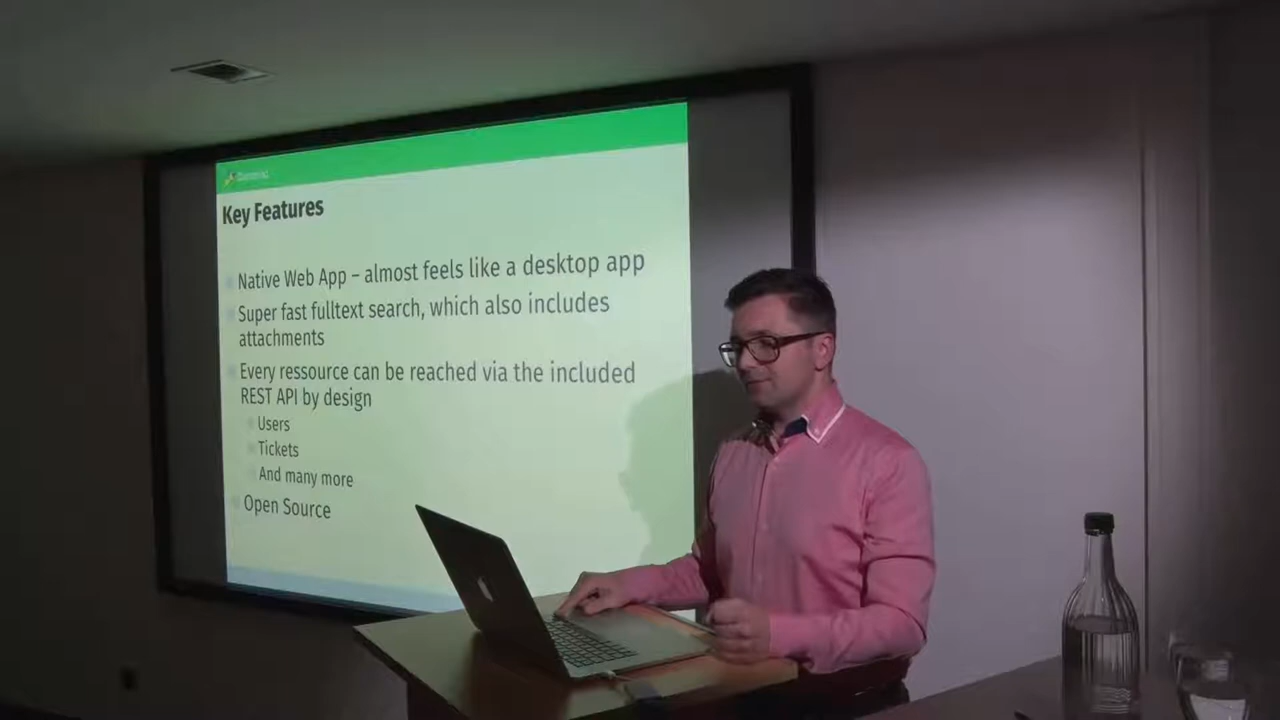 Key Features
Native Web App – almost feels like a desktop app
Super fast fulltext search, which also includes
attachments
Every ressource can be reached via the included
REST API by design
Users
Tickets
And many more
Open Source